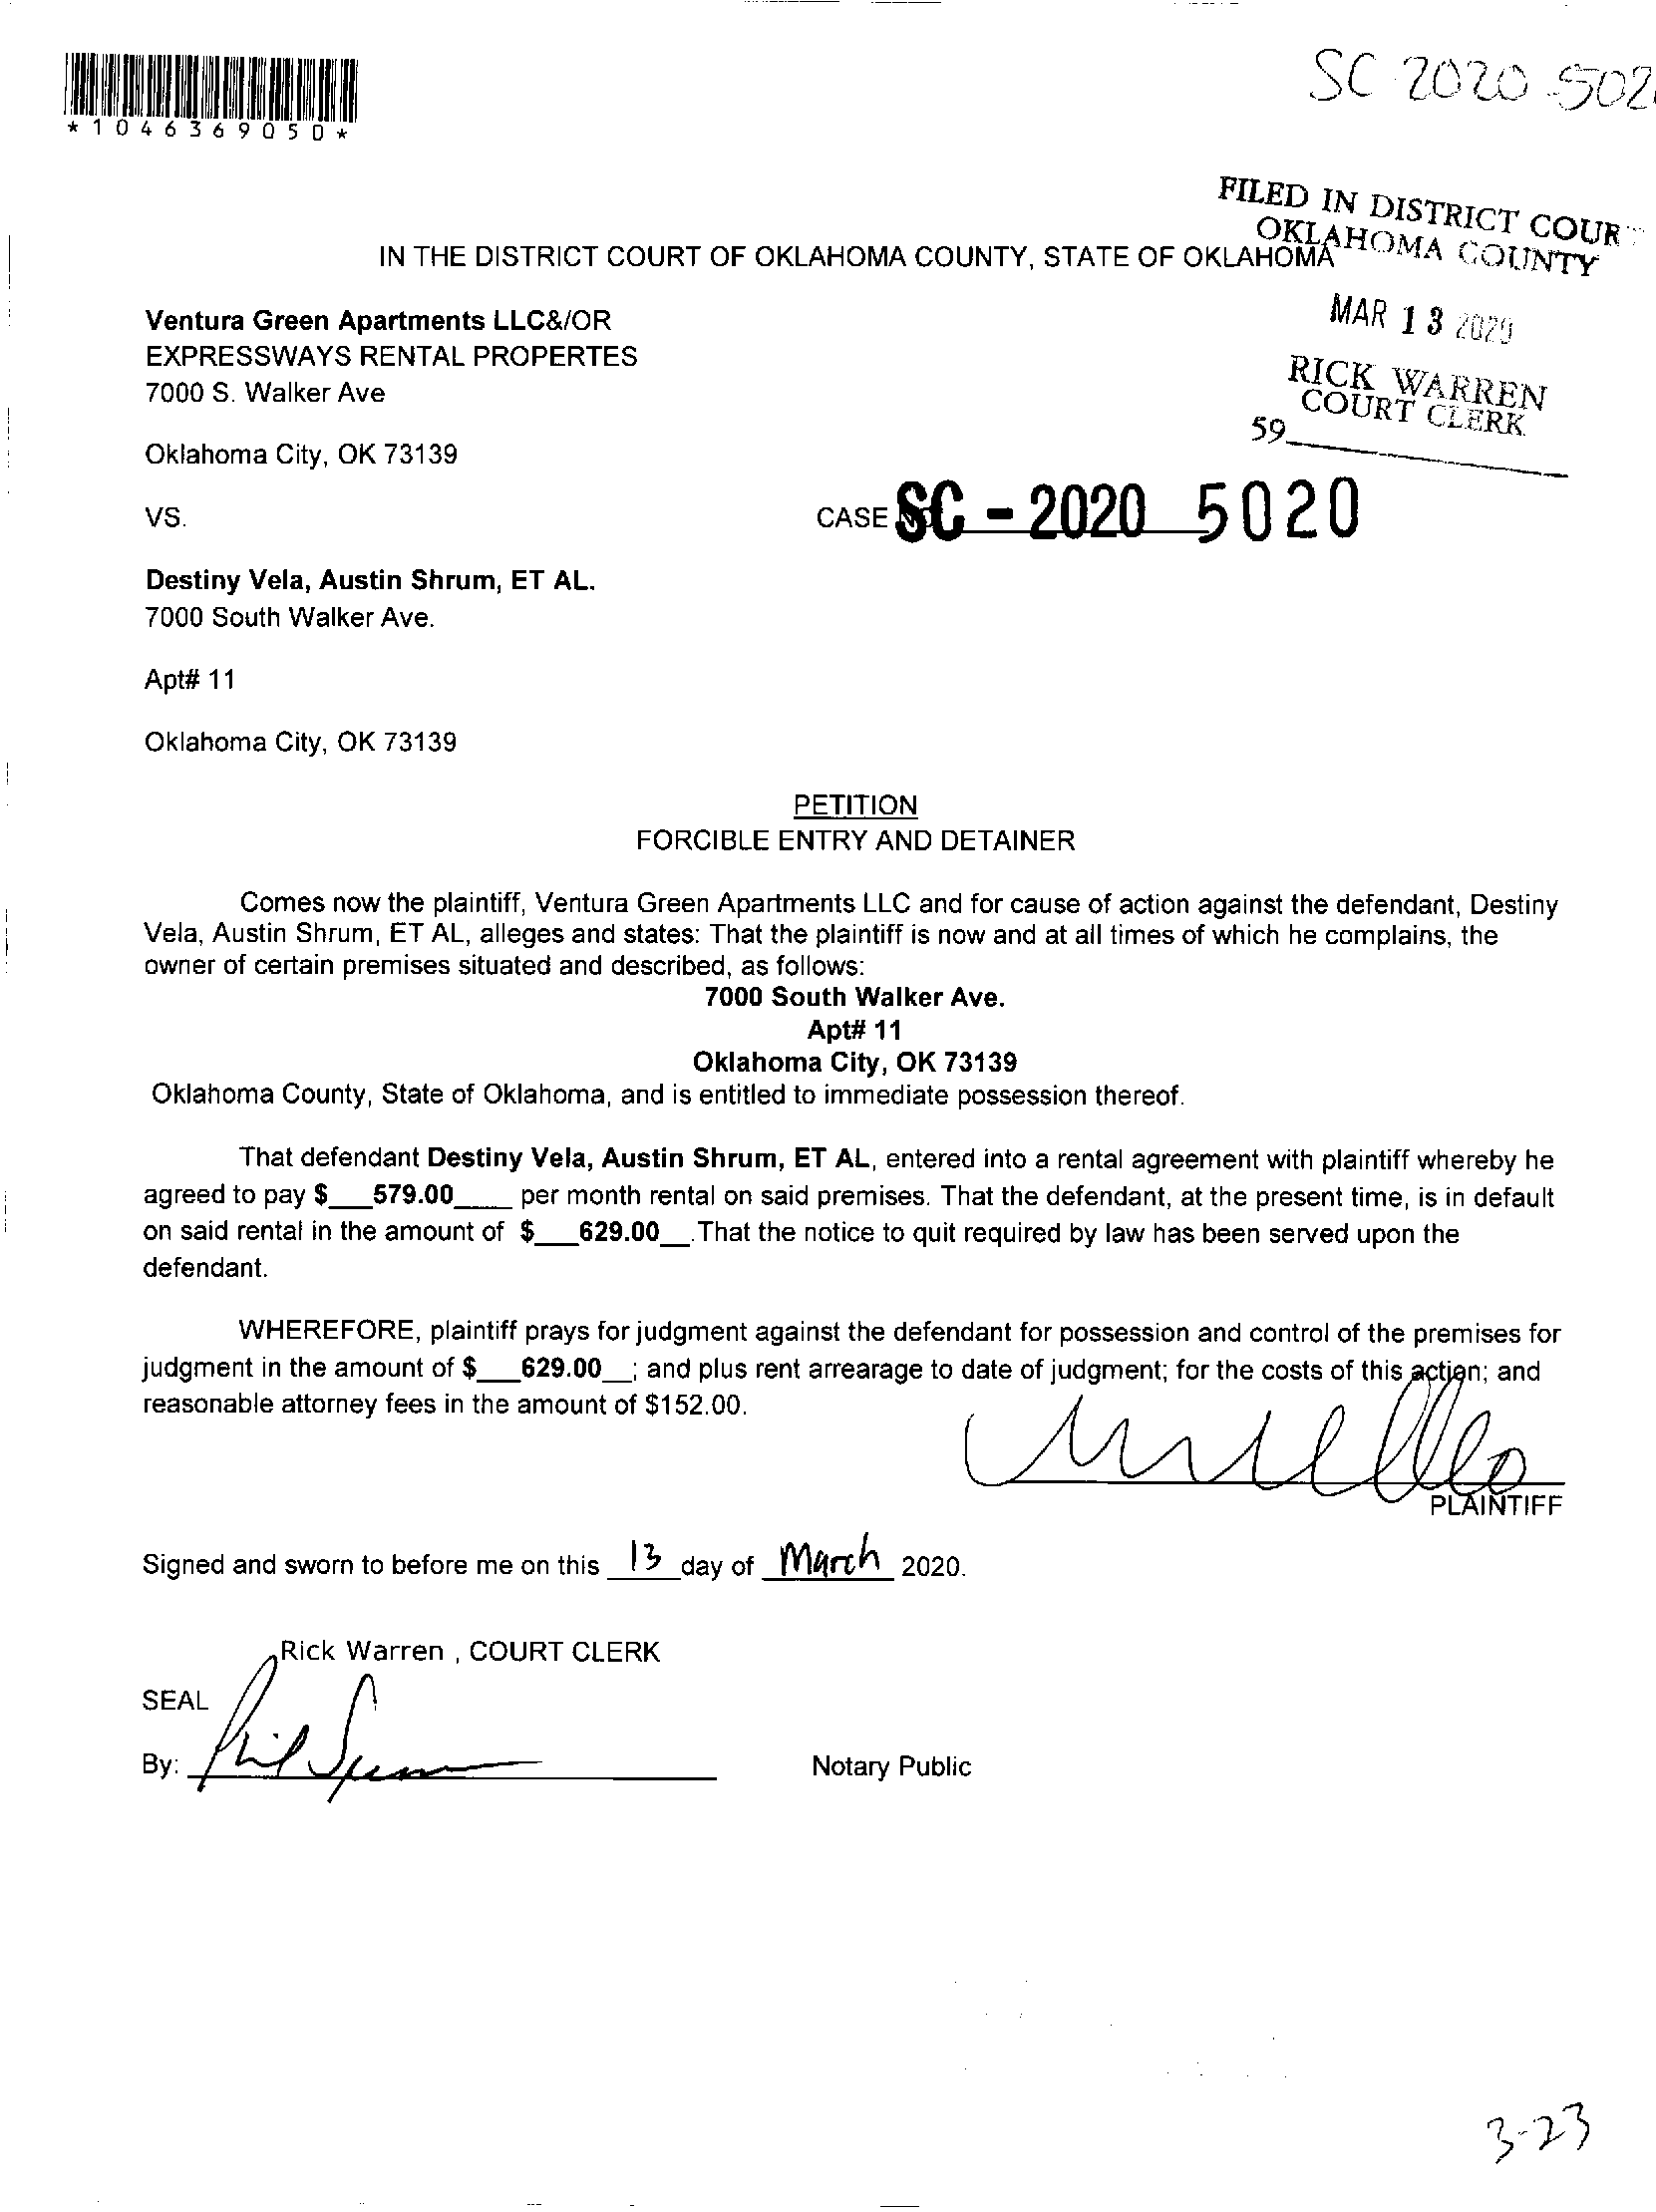 *1046369050*
SC 2020-502
FILED IN DISTRICT COUR
OKLAHOMA COUNTY
IN THE DISTRICT COURT OF OKLAHOMA COUNTY, STATE OF OKLAHOMA
MAR 13 2020
Ventura Green Apartments LLC&/OR
EXPRESSWAYS RENTAL PROPERTES
7000 S. Walker Ave
RICK WARREN
COURT CLERK
59
Oklahoma City, OK 73139
VS.
CASE SC - 2020 5020
Destiny Vela, Austin Shrum, ET AL.
7000 South Walker Ave.
Apt# 11
Oklahoma City, OK 73139
PETITION
FORCIBLE ENTRY AND DETAINER
Comes now the plaintiff, Ventura Green Apartments LLC and for cause of action against the defendant, Destiny
Vela, Austin Shrum, ET AL, alleges and states: That the plaintiff is now and at all times of which he complains, the
owner of certain premises situated and described, as follows:
7000 South Walker Ave.
Apt# 11
Oklahoma City, OK 73139
Oklahoma County, State of Oklahoma, and is entitled to immediate possession thereof.
That defendant Destiny Vela, Austin Shrum, ET AL, entered into a rental agreement with plaintiff whereby he
agreed to pay $___579.00____ per month rental on said premises. That the defendant, at the present time, is in default
on said rental in the amount of $___629.00__.That the notice to quit required by law has been served upon the
defendant.
WHEREFORE, plaintiff prays for judgment against the defendant for possession and control of the premises for
judgment in the amount of $___629.00__; and plus rent arrearage to date of judgment; for the costs of this action; and
reasonable attorney fees in the amount of $152.00.
PLAINTIFF
Signed and sworn to before me on this 13 day of March 2020.
Rick Warren , COURT CLERK
SEAL
By:
Notary Public
3-23